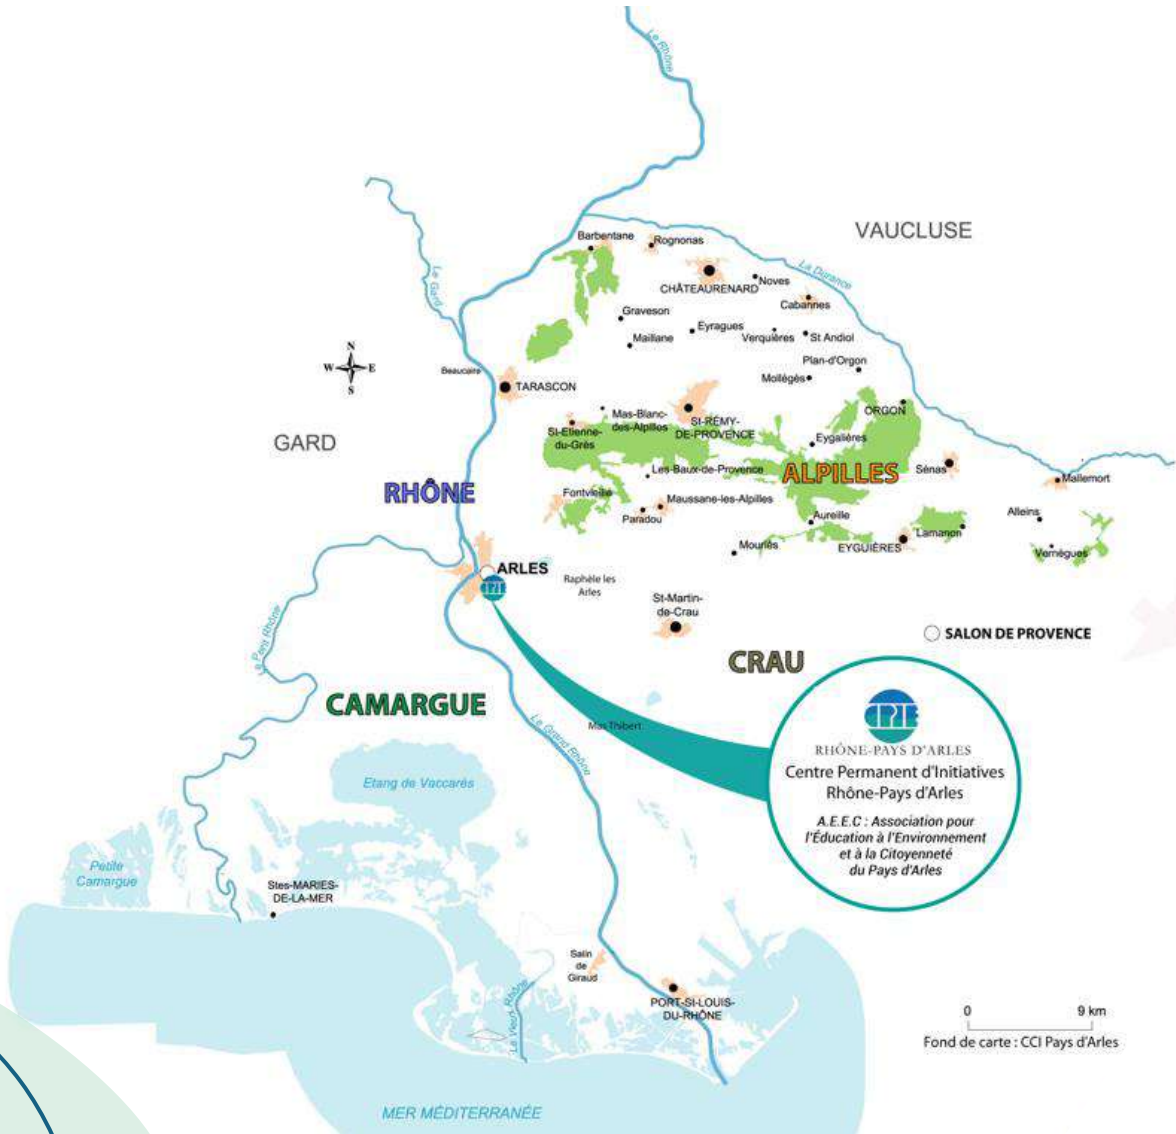 Le Rhône
VAUCLUSE
Barbentane
Rognonas
La Durance
Le Gard
CHÂTEAURENARD
Noves
Cabannes
Graveson
Eyragues
Maillane
Verquières
St Andiol
N
W
E
S
Beaucaire
TARASCON
Plan-d'Orgon
Mollégès
ORGON
GARD
Mas-Blanc-
des-Alpilles
ST-RÉMY-
DE-PROVENCE
St-Etienne-
du-Grès
Eygalières
Les-Baux-de-Provence
ALPILLES
Sénas
Mallemort
RHÔNE
Fontvieille
Maussane-les-Alpilles
Paradou
Aureille
Alleins
Mouriès
EYGUIÈRES
Lamanon
Vernègues
ARLES
CPIE
Raphèle les
Arles
St-Martin-
de-Crau
Le Petit Rhône
SALON DE PROVENCE
CRAU
CAMARGUE
Mas Thibert
Le Grand Rhône
CPIE
RHÔNE-PAYS D'ARLES
Centre Permanent d'Initiatives
Rhône-Pays d'Arles
A.E.E.C : Association pour
l'Éducation à l'Environnement
et à la Citoyenneté
du Pays d'Arles
Etang de Vaccarès
Petite
Camargue
Stes-MARIES-
DE-LA-MER
Salin
de
Giraud
Le Vieux Rhône
PORT-St-LOUIS-
DU-RHÔNE
0
9 km
Fond de carte : CCI Pays d'Arles
MER MÉDITERRANÉE